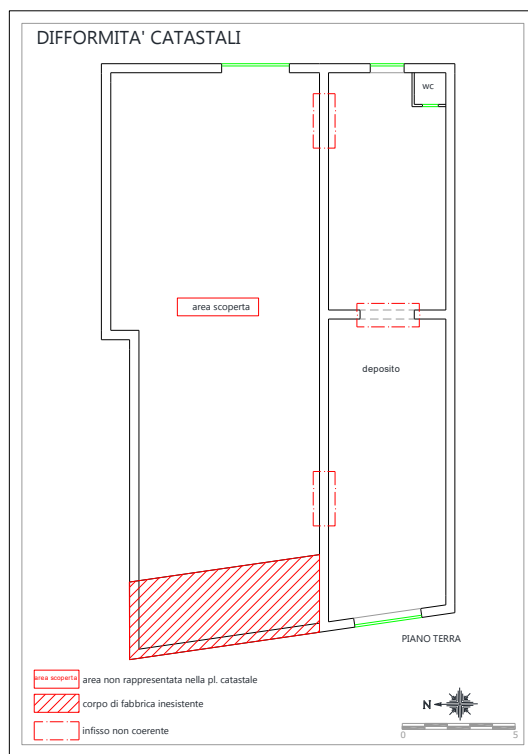 DIFFORMITA' CATASTALI
WC
area scoperta
deposito
PIANO TERRA
area scoperta area non rappresentata nella pl. catastale
corpo di fabbrica inesistente
infisso non coerente
N
0 5